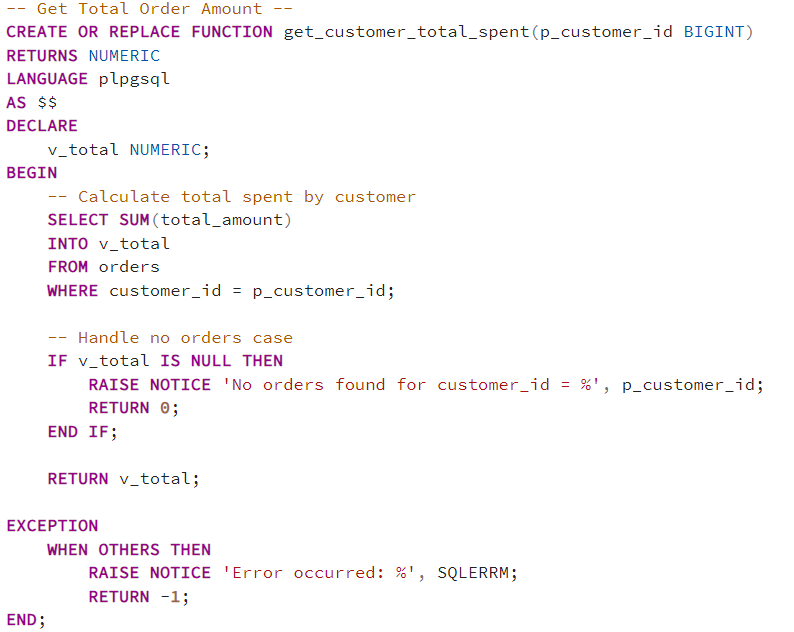 -- Get Total Order Amount --
CREATE OR REPLACE FUNCTION get_customer_total_spent(p_customer_id BIGINT)
RETURNS NUMERIC
LANGUAGE plpgsql
AS $$
DECLARE
    v_total NUMERIC;
BEGIN
    -- Calculate total spent by customer
    SELECT SUM(total_amount)
    INTO v_total
    FROM orders
    WHERE customer_id = p_customer_id;

    -- Handle no orders case
    IF v_total IS NULL THEN
        RAISE NOTICE 'No orders found for customer_id = %', p_customer_id;
        RETURN 0;
    END IF;

    RETURN v_total;

EXCEPTION
    WHEN OTHERS THEN
        RAISE NOTICE 'Error occurred: %', SQLERRM;
        RETURN -1;
END;